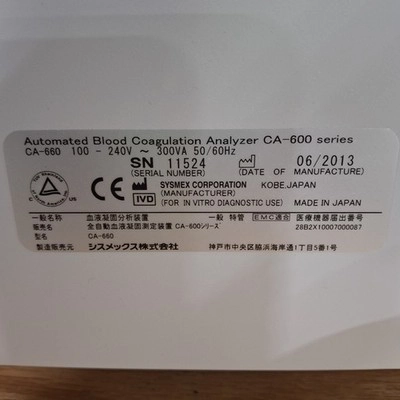 Automated Blood Coagulation Analyzer CA-600 series
CA-660 100 - 240V ～ 300VA 50/60Hz
SN 11524 06/2013
(SERIAL NUMBER) (DATE OF MANUFACTURE)
SYSMEX CORPORATION KOBE.JAPAN
(MANUFACTURER)
IVD (FOR IN VITRO DIAGNOSTIC USE) MADE IN JAPAN
一般名称 血液凝固分析装置 一般 特管 EMC適合 医療機器届出番号
販売名 全自動血液凝固測定装置 CA-600シリーズ 28B2X10007000087
型名 CA-660
製造販売元 シスメックス株式会社 神戸市中央区脇浜海岸通1丁目5番1号